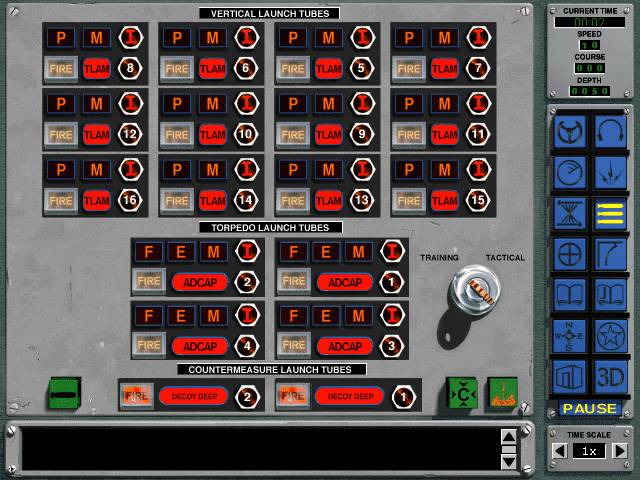 VERTICAL LAUNCH TUBES
P M I P M I P M I P M I
FIRE TLAM 8 FIRE TLAM 6 FIRE TLAM 5 FIRE TLAM 7
P M I P M I P M I P M I
FIRE TLAM 12 FIRE TLAM 10 FIRE TLAM 9 FIRE TLAM 11
P M I P M I P M I P M I
FIRE TLAM 16 FIRE TLAM 14 FIRE TLAM 13 FIRE TLAM 15
TORPEDO LAUNCH TUBES
F E M I F E M I
FIRE ADCAP 2 FIRE ADCAP 1
F E M I F E M I
FIRE ADCAP 4 FIRE ADCAP 3
TRAINING TACTICAL
COUNTERMEASURE LAUNCH TUBES
FIRE DECOY DEEP 2 FIRE DECOY DEEP 1
C
CURRENT TIME
00:02
SPEED
10
COURSE
000
DEPTH
0050
N
W E
S
3D
PAUSE
TIME SCALE
1x